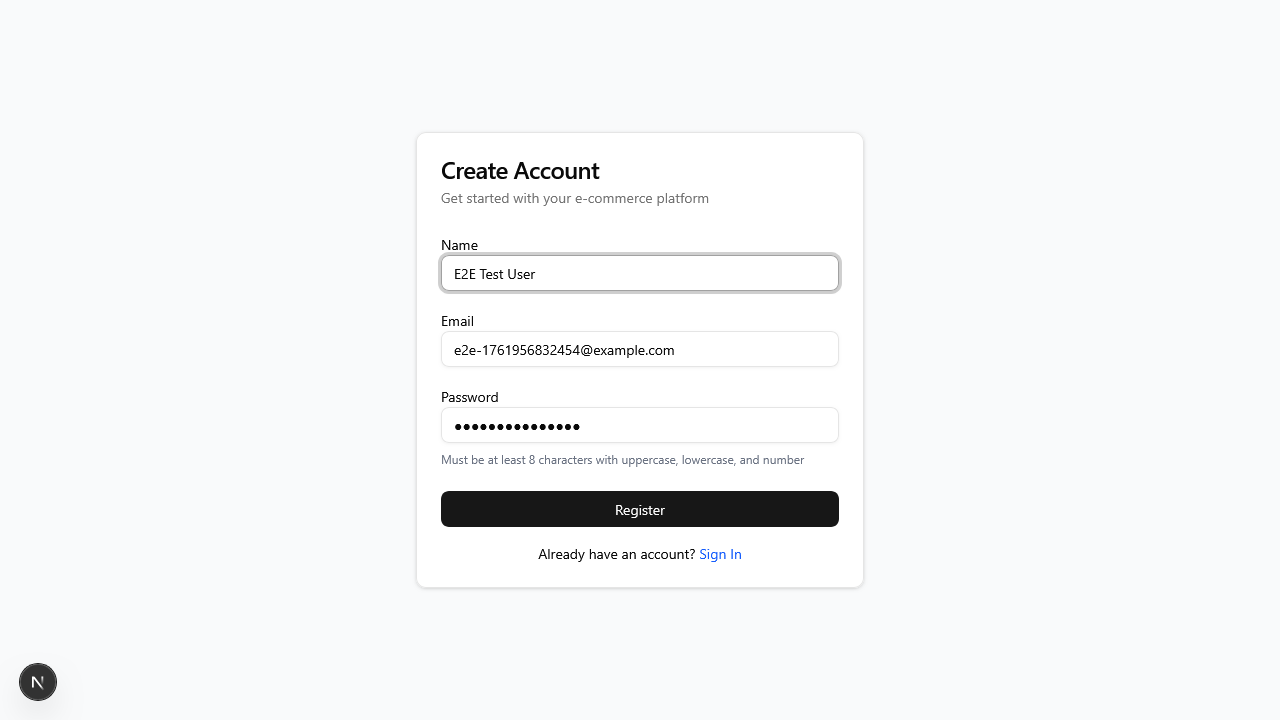 Create Account
Get started with your e-commerce platform
Name
E2E Test User
Email
e2e-1761956832454@example.com
Password
●●●●●●●●●●●●●●●
Must be at least 8 characters with uppercase, lowercase, and number
Register
Already have an account? Sign In
N